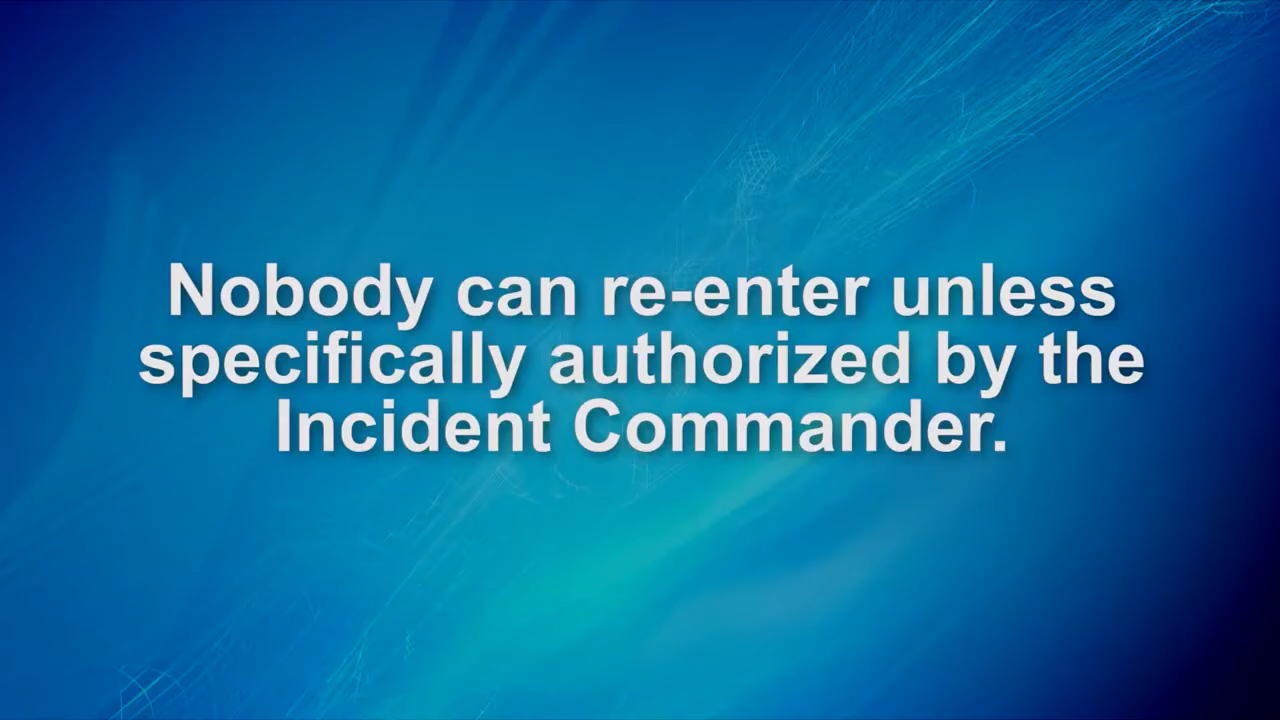 Nobody can re-enter unless
specifically authorized by the
Incident Commander.